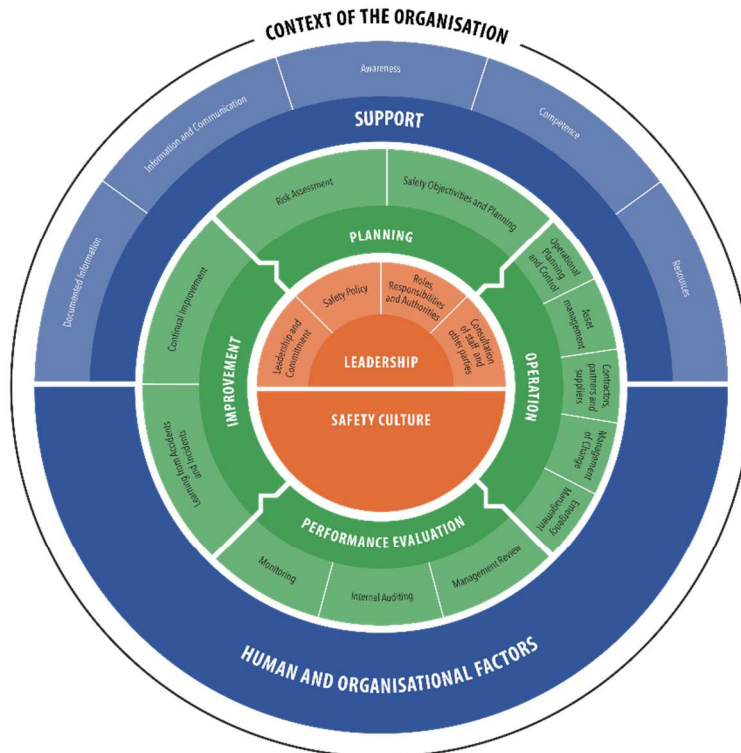 CONTEXT OF THE ORGANISATION
Awareness
Information and Communication
Competence
Documented Information
Resources
SUPPORT
Risk Assessment
Safety Objectivities and Planning
PLANNING
Operational
Planning
and Control
Asset
management
Contractors,
partners and
suppliers
Management
of Change
Emergency
Management
OPERATION
Continual Improvement
Learning from Accidents
and Incidents
IMPROVEMENT
Leadership and
Commitment
Safety Policy
Roles,
Responsibilities
and Authorities
Consultation
of staff and
other parties
LEADERSHIP
SAFETY CULTURE
PERFORMANCE EVALUATION
Monitoring
Internal Auditing
Management Review
HUMAN AND ORGANISATIONAL FACTORS